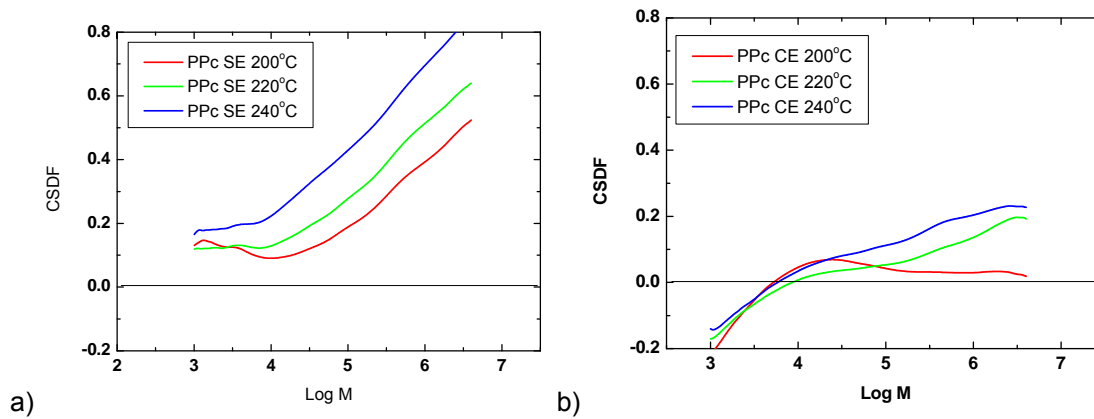 0.8
PPc SE 200°C
PPc SE 220°C
PPc SE 240°C
0.6
0.4
0.2
0.0
-0.2
CSDF
2 3 4 5 6 7
Log M
a)
0.8
PPc CE 200°C
PPc CE 220°C
PPc CE 240°C
0.6
0.4
0.2
0.0
-0.2
CSDF
3 4 5 6 7
Log M
b)